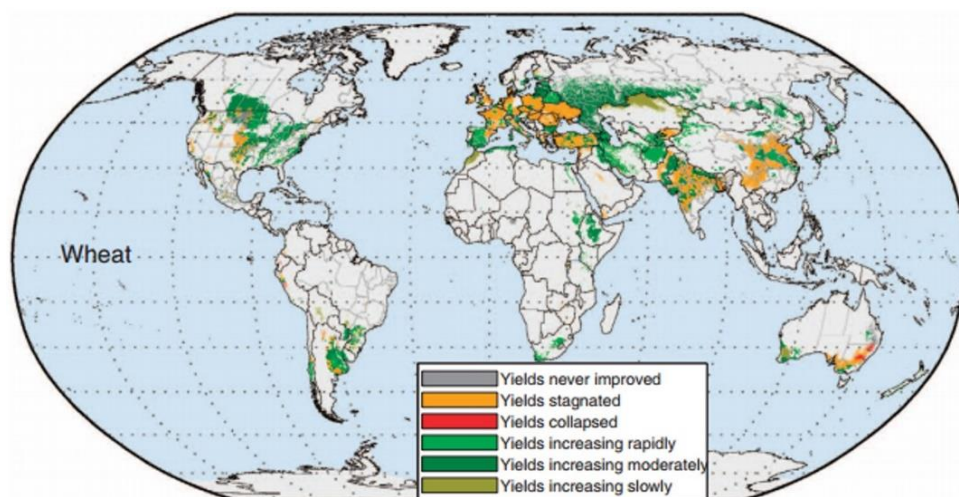 Wheat
Yields never improved
Yields stagnated
Yields collapsed
Yields increasing rapidly
Yields increasing moderately
Yields increasing slowly